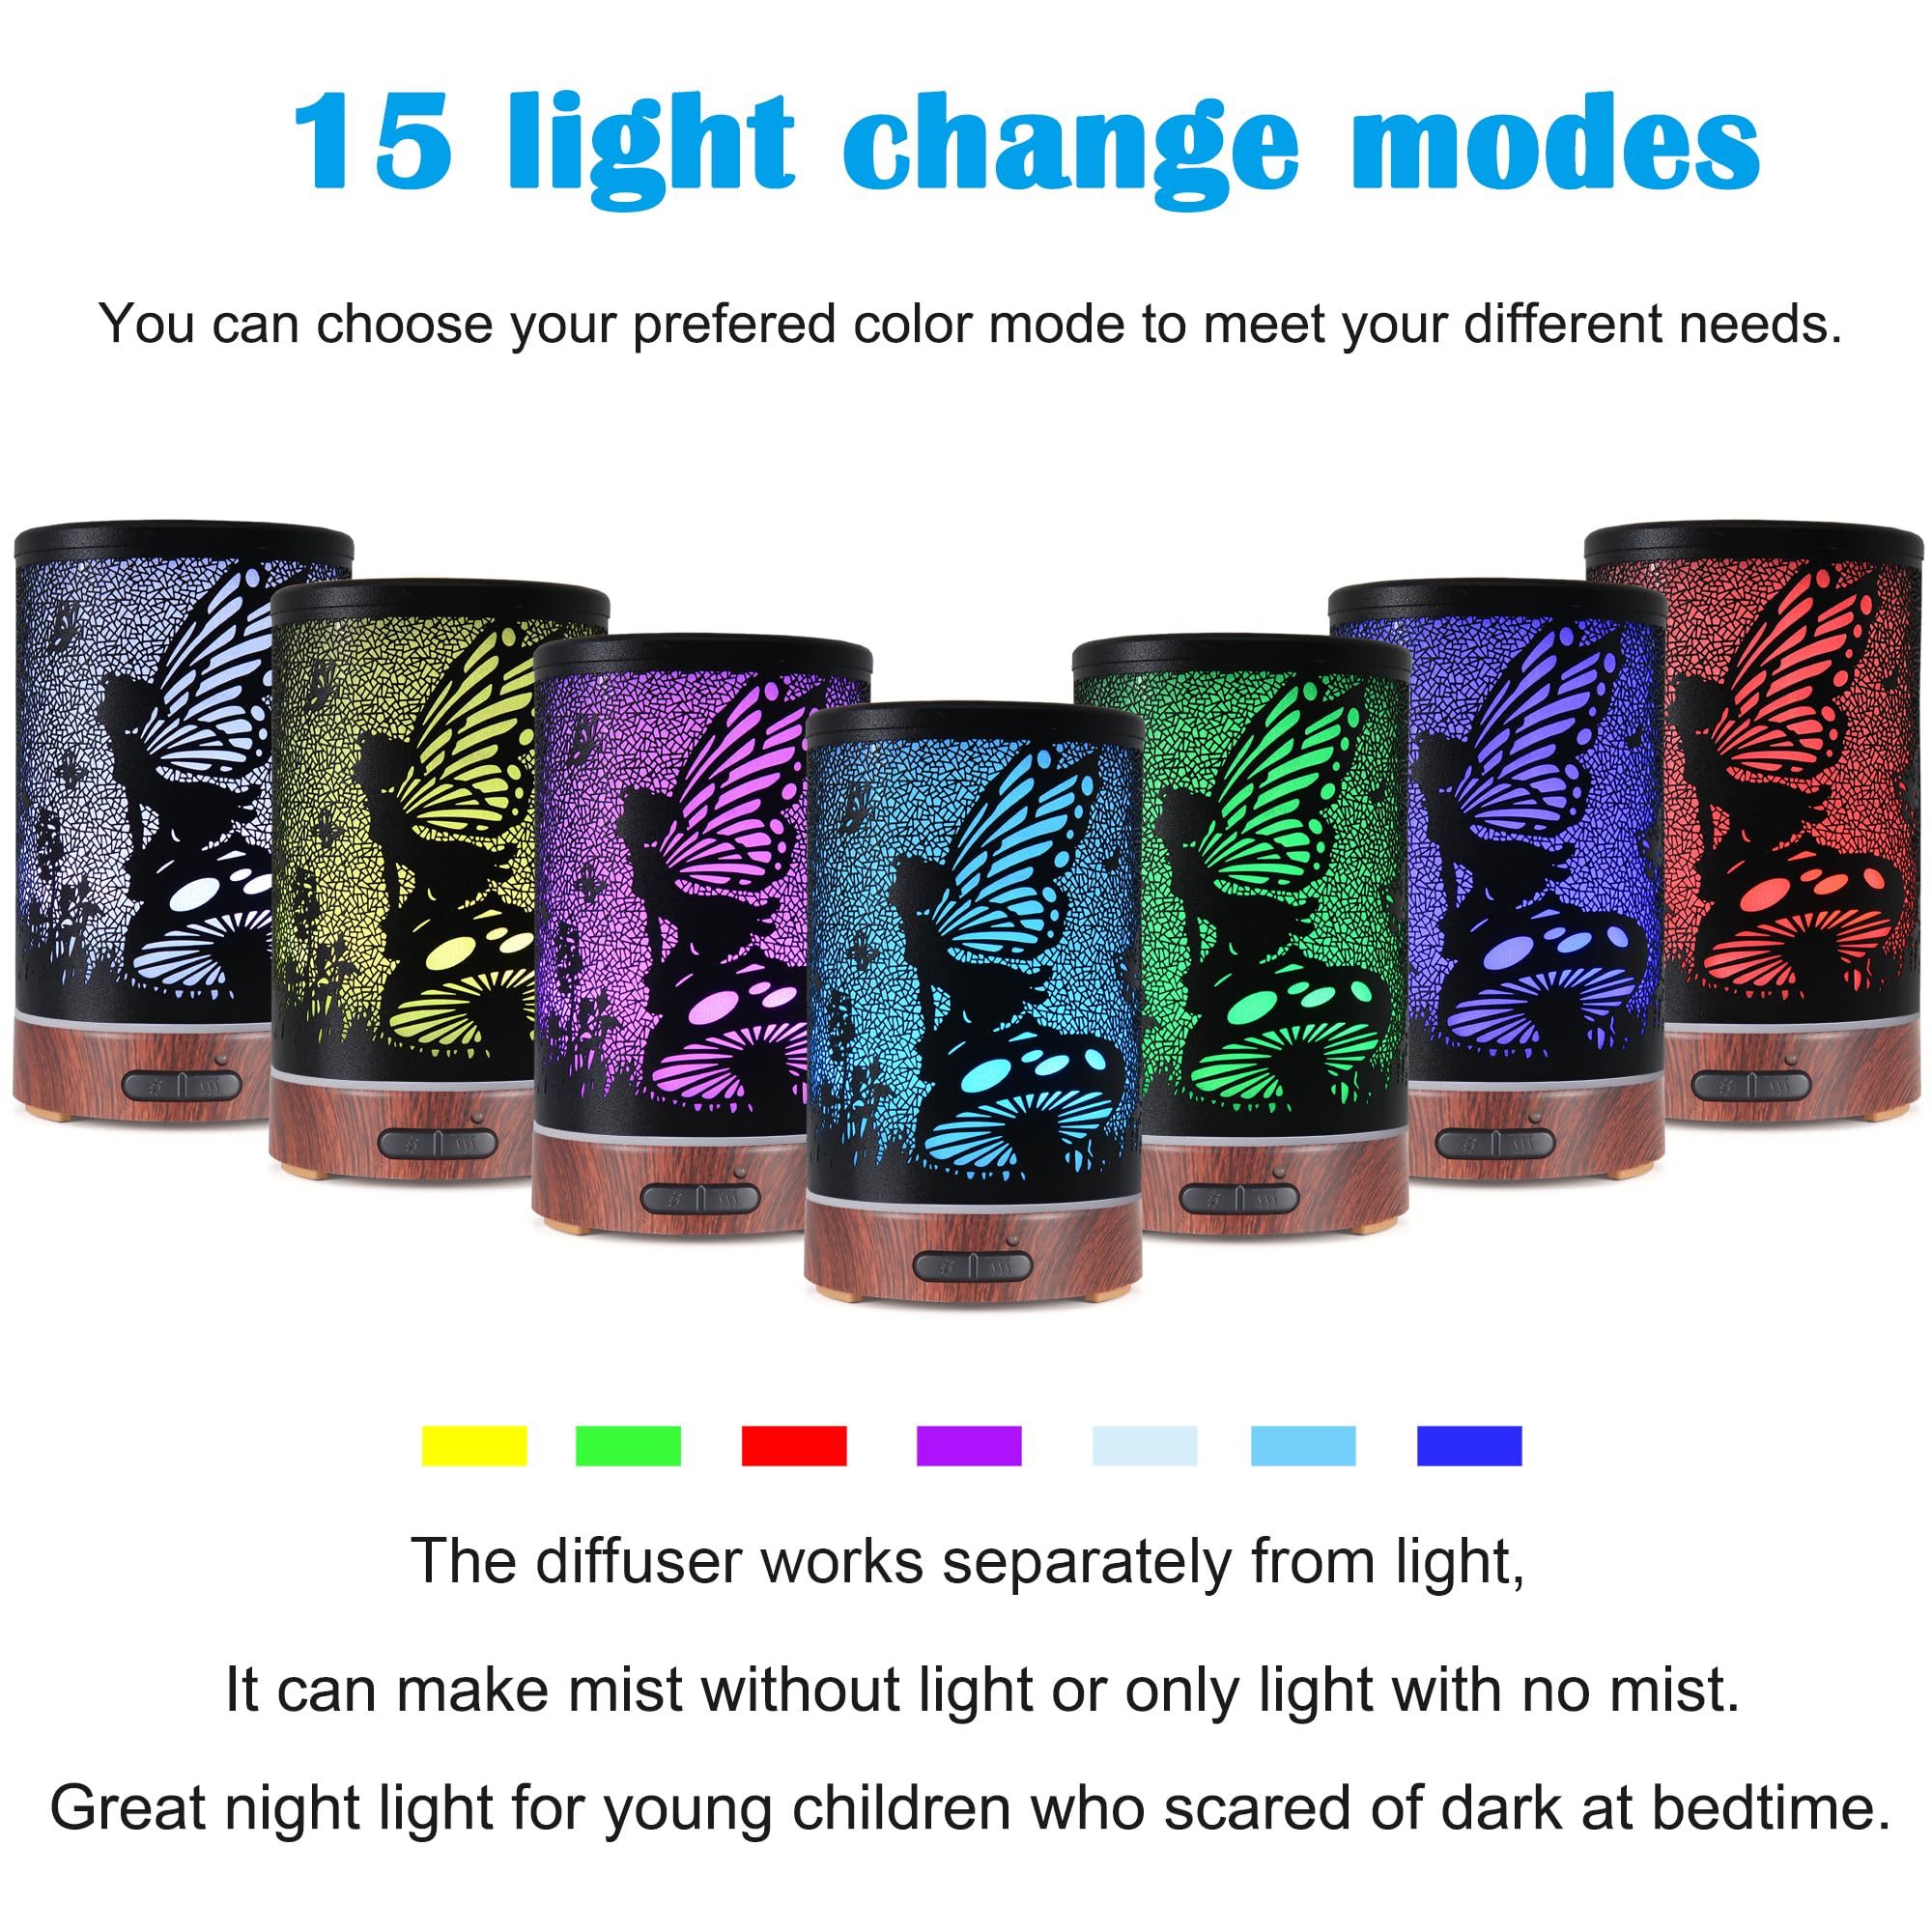 15 light change modes
You can choose your prefered color mode to meet your different needs.
The diffuser works separately from light,
It can make mist without light or only light with no mist.
Great night light for young children who scared of dark at bedtime.